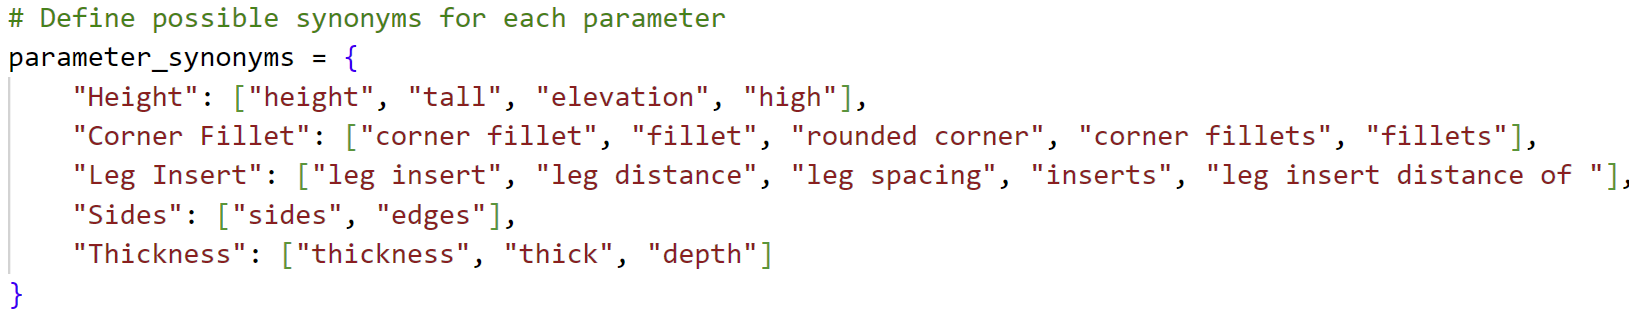 # Define possible synonyms for each parameter
parameter_synonyms = {
    "Height": ["height", "tall", "elevation", "high"],
    "Corner Fillet": ["corner fillet", "fillet", "rounded corner", "corner fillets", "fillets"],
    "Leg Insert": ["leg insert", "leg distance", "leg spacing", "inserts", "leg insert distance of "],
    "Sides": ["sides", "edges"],
    "Thickness": ["thickness", "thick", "depth"]
}